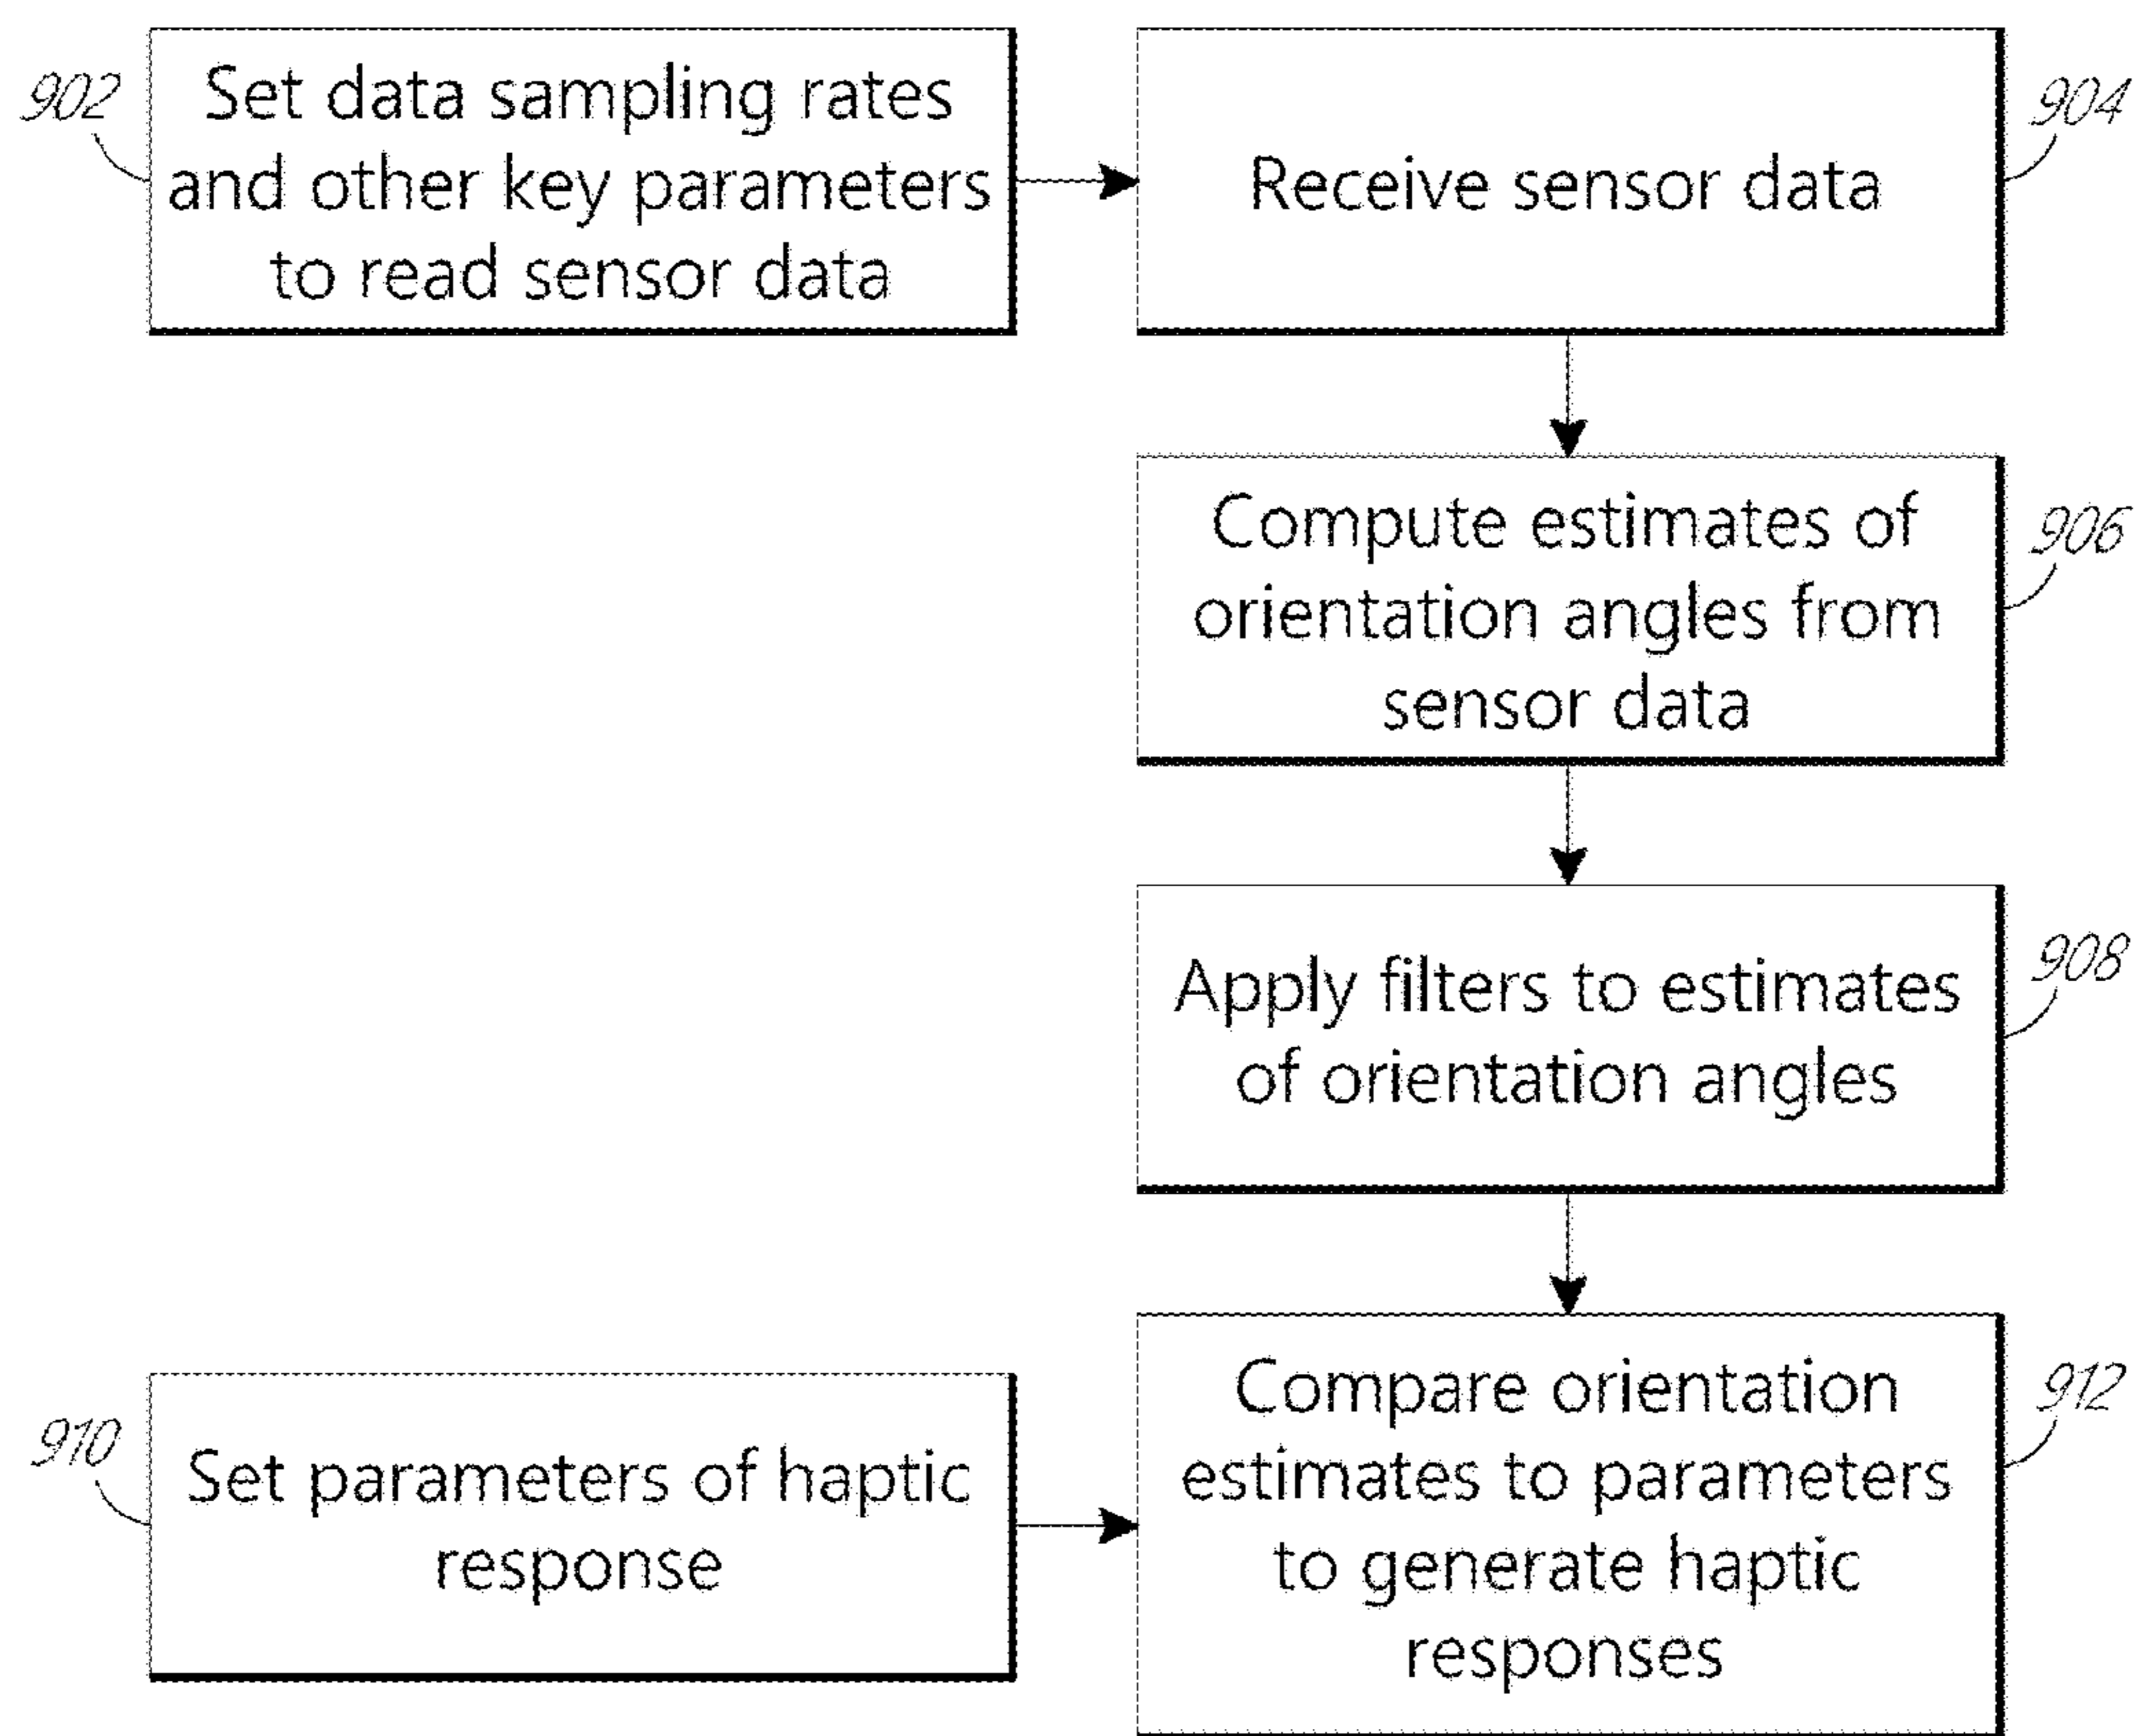 902
Set data sampling rates
and other key parameters
to read sensor data
904
Receive sensor data
906
Compute estimates of
orientation angles from
sensor data
908
Apply filters to estimates
of orientation angles
910
Set parameters of haptic
response
912
Compare orientation
estimates to parameters
to generate haptic
responses